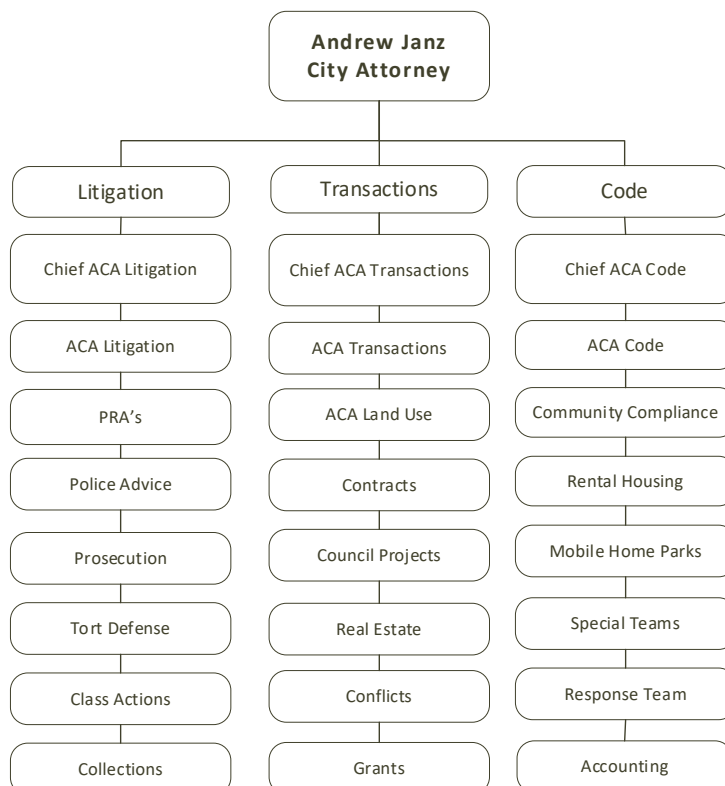 Andrew Janz
City Attorney
Litigation
Chief ACA Litigation
ACA Litigation
PRA's
Police Advice
Prosecution
Tort Defense
Class Actions
Collections
Transactions
Chief ACA Transactions
ACA Transactions
ACA Land Use
Contracts
Council Projects
Real Estate
Conflicts
Grants
Code
Chief ACA Code
ACA Code
Community Compliance
Rental Housing
Mobile Home Parks
Special Teams
Response Team
Accounting